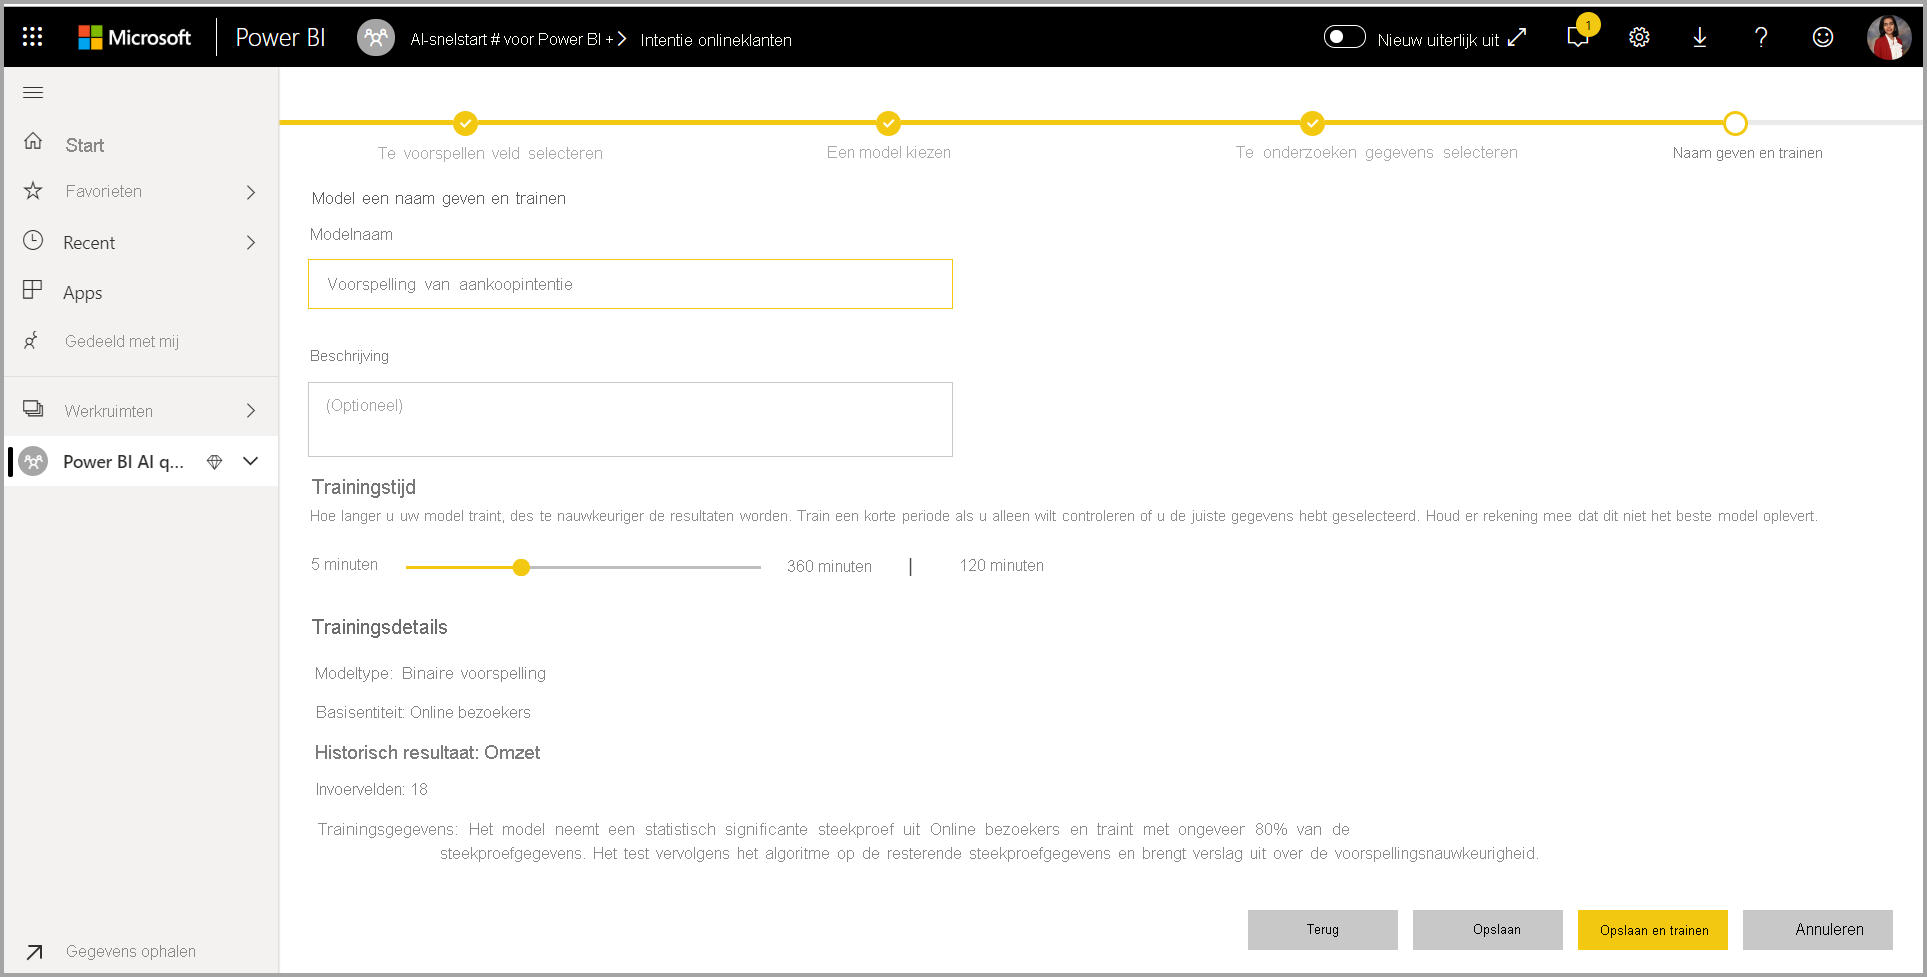 Microsoft Power BI AI-snelstart # voor Power BI + > Intentie onlineklanten Nieuw uiterlijk uit 1
Start
Favorieten
Recent
Apps
Gedeeld met mij
Werkruimten
Power BI AI q...
Gegevens ophalen
Te voorspellen veld selecteren
Een model kiezen
Te onderzoeken gegevens selecteren
Naam geven en trainen
Model een naam geven en trainen
Modelnaam
Voorspelling van aankoopintentie
Beschrijving
(Optioneel)
Trainingstijd
Hoe langer u uw model traint, des te nauwkeuriger de resultaten worden. Train een korte periode als u alleen wilt controleren of u de juiste gegevens hebt geselecteerd. Houd er rekening mee dat dit niet het beste model oplevert.
5 minuten 360 minuten | 120 minuten
Trainingsdetails
Modeltype: Binaire voorspelling
Basisentiteit: Online bezoekers
Historisch resultaat: Omzet
Invoervelden: 18
Trainingsgegevens: Het model neemt een statistisch significante steekproef uit Online bezoekers en traint met ongeveer 80% van de
steekproefgegevens. Het test vervolgens het algoritme op de resterende steekproefgegevens en brengt verslag uit over de voorspellingsnauwkeurigheid.
Terug Opslaan Opslaan en trainen Annuleren